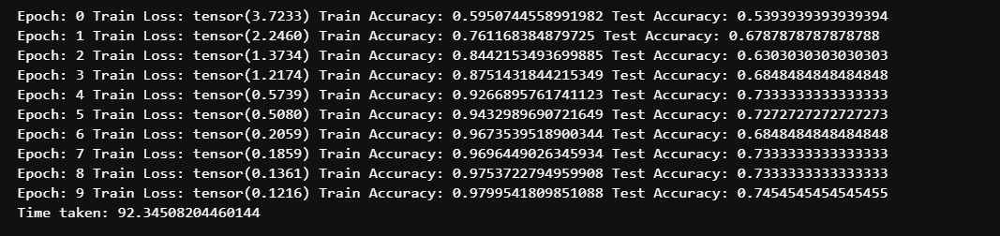 Epoch: 0 Train Loss: tensor(3.7233) Train Accuracy: 0.5950744558991982 Test Accuracy: 0.5393939393939394
Epoch: 1 Train Loss: tensor(2.2460) Train Accuracy: 0.761168384879725 Test Accuracy: 0.6787878787878788
Epoch: 2 Train Loss: tensor(1.3734) Train Accuracy: 0.8442153493699885 Test Accuracy: 0.6303030303030303
Epoch: 3 Train Loss: tensor(1.2174) Train Accuracy: 0.8751431844215349 Test Accuracy: 0.6848484848484848
Epoch: 4 Train Loss: tensor(0.5739) Train Accuracy: 0.9266895761741123 Test Accuracy: 0.7333333333333333
Epoch: 5 Train Loss: tensor(0.5080) Train Accuracy: 0.9432989690721649 Test Accuracy: 0.7272727272727273
Epoch: 6 Train Loss: tensor(0.2059) Train Accuracy: 0.9673539518900344 Test Accuracy: 0.6848484848484848
Epoch: 7 Train Loss: tensor(0.1859) Train Accuracy: 0.9696449026345934 Test Accuracy: 0.7333333333333333
Epoch: 8 Train Loss: tensor(0.1361) Train Accuracy: 0.9753722794959908 Test Accuracy: 0.7333333333333333
Epoch: 9 Train Loss: tensor(0.1216) Train Accuracy: 0.9799541809851088 Test Accuracy: 0.7454545454545455
Time taken: 92.34508204460144